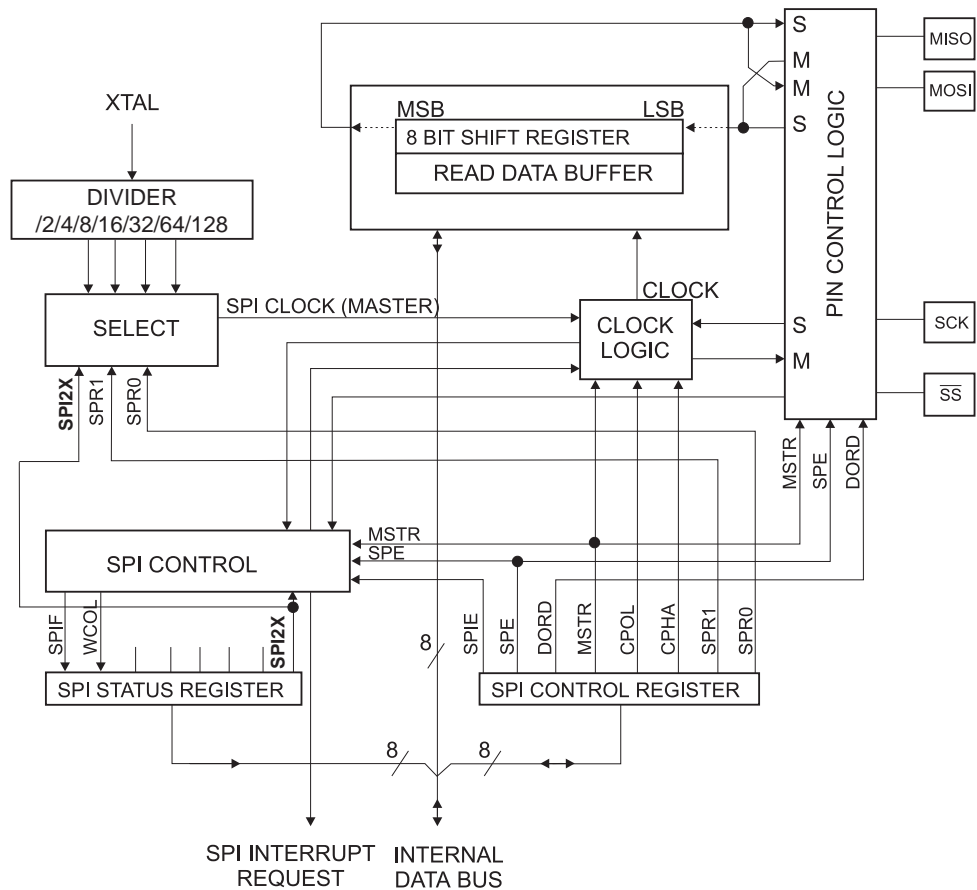 S
MISO
M
M
MOSI
S
PIN CONTROL LOGIC
XTAL
MSB
LSB
8 BIT SHIFT REGISTER
READ DATA BUFFER
DIVIDER
/2/4/8/16/32/64/128
SPI CLOCK (MASTER)
CLOCK
SELECT
CLOCK
LOGIC
S
M
SCK
SS
SPI2X
SPR1
SPR0
MSTR
SPE
DORD
MSTR
SPE
SPI CONTROL
SPIF
WCOL
SPI2X
8
SPIE
SPE
DORD
MSTR
CPOL
CPHA
SPR1
SPR0
SPI STATUS REGISTER
SPI CONTROL REGISTER
8
8
SPI INTERRUPT
REQUEST
INTERNAL
DATA BUS